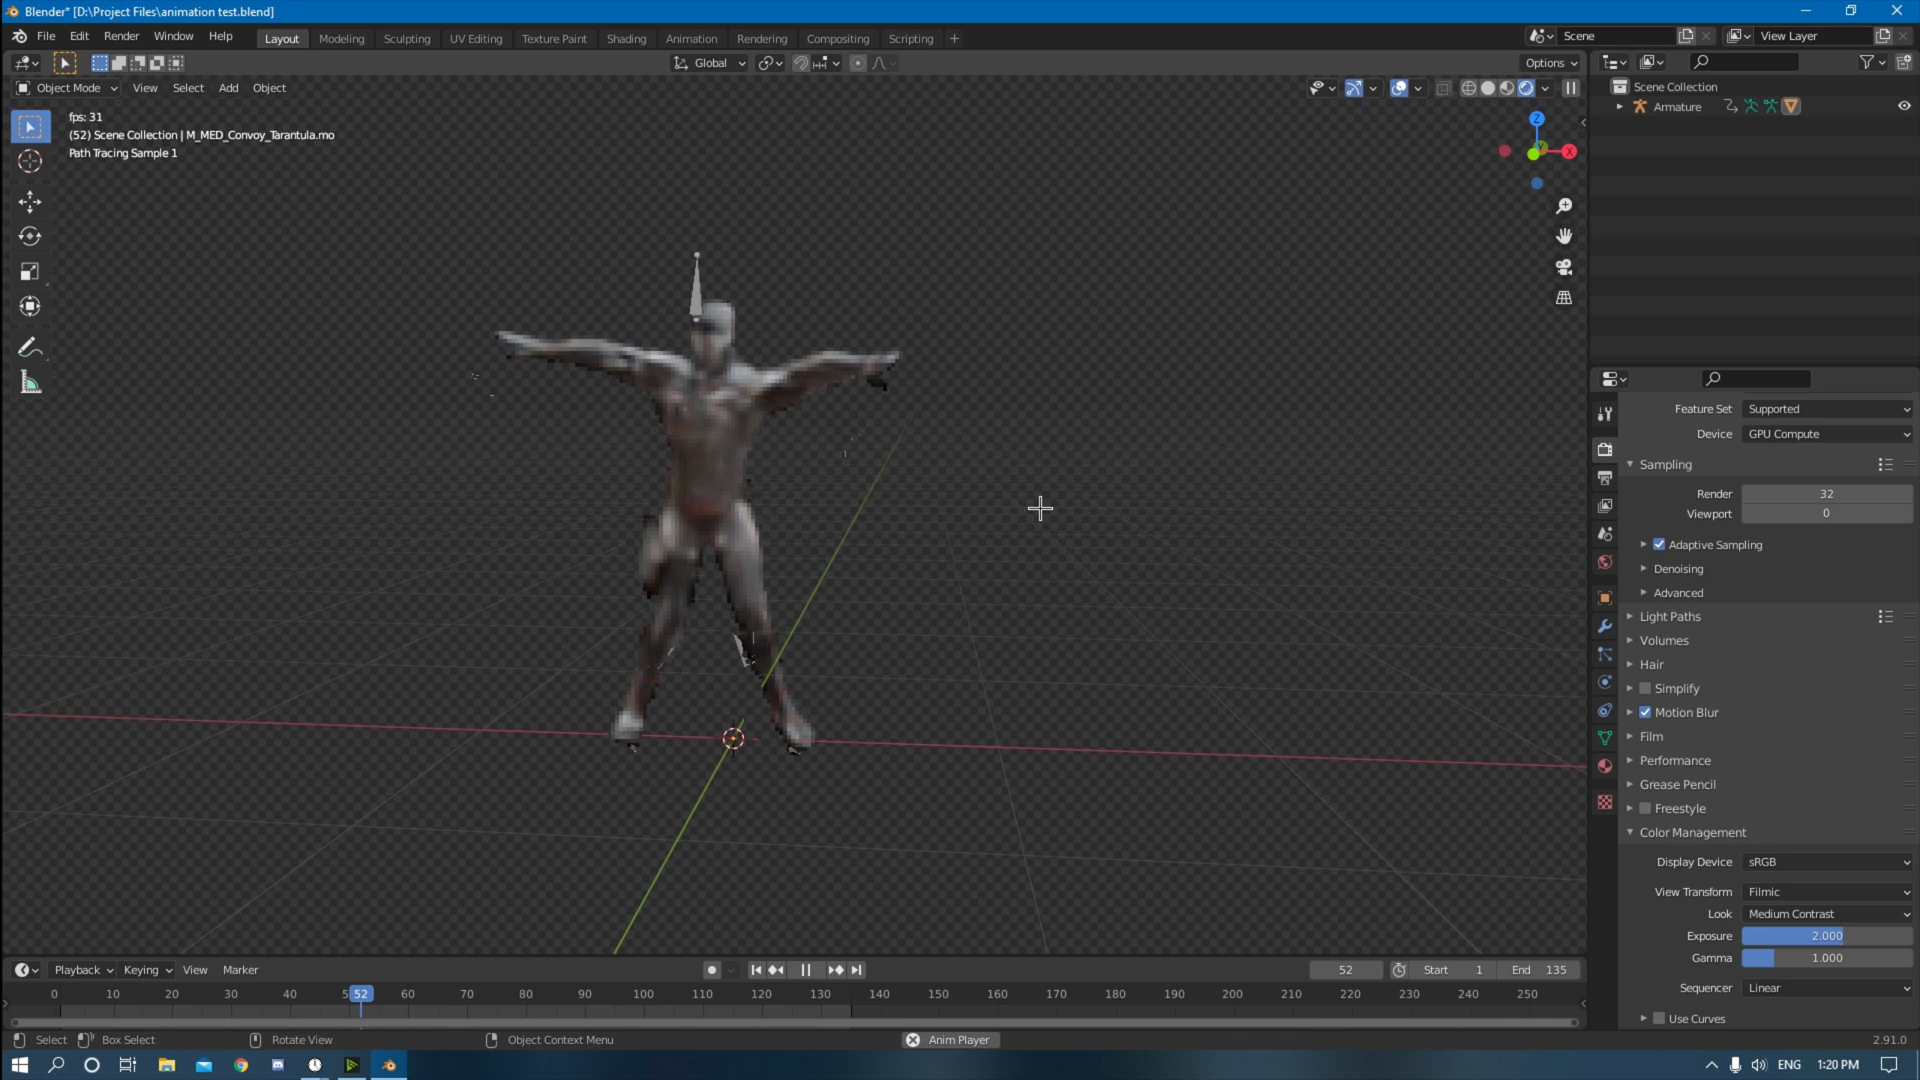 Blender* [D:\Project Files\animation test.blend]
File Edit Render Window Help Layout Modeling Sculpting UV Editing Texture Paint Shading Animation Rendering Compositing Scripting + Scene View Layer
Global Options
Object Mode View Select Add Object
Scene Collection
Armature
fps: 31
(52) Scene Collection | M_MED_Convoy_Tarantula.mo
Path Tracing Sample 1
Z
Y
X
Feature Set Supported
Device GPU Compute
Sampling
Render 32
Viewport 0
Adaptive Sampling
Denoising
Advanced
Light Paths
Volumes
Hair
Simplify
Motion Blur
Film
Performance
Grease Pencil
Freestyle
Color Management
Display Device sRGB
View Transform Filmic
Look Medium Contrast
Exposure 2.000
Gamma 1.000
Sequencer Linear
Use Curves
Playback Keying View Marker 52 Start 1 End 135
0 10 20 30 40 5 52 60 70 80 90 100 110 120 130 140 150 160 170 180 190 200 210 220 230 240 250
Select Box Select Rotate View Object Context Menu Anim Player 2.91.0
ENG 1:20 PM